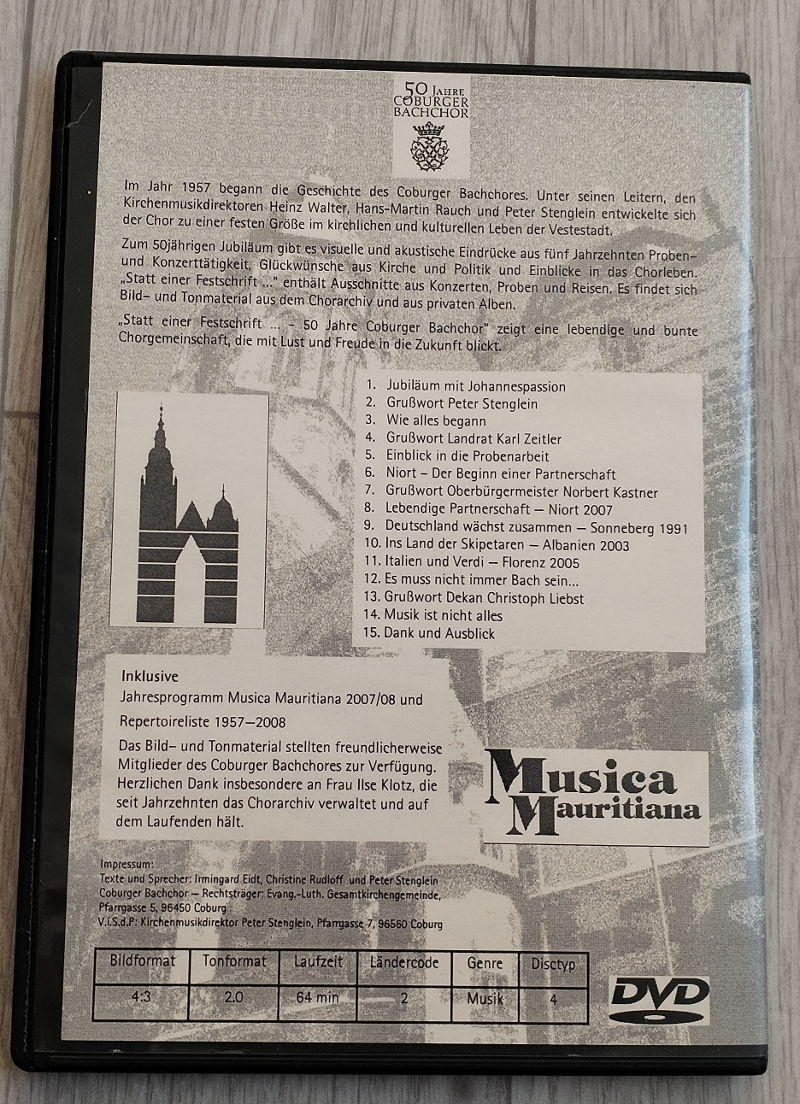 50 JAHRE
COBURGER
BACHCHOR
Im Jahr 1957 begann die Geschichte des Coburger Bachchores. Unter seinen Leitern, den
Kirchenmusikdirektoren Heinz Walter, Hans-Martin Rauch und Peter Stenglein entwickelte sich
der Chor zu einer festen Größe im kirchlichen und kulturellen Leben der Vestestadt.
Zum 50jährigen Jubiläum gibt es visuelle und akustische Eindrücke aus fünf Jahrzehnten Proben-
und Konzerttätigkeit, Glückwünsche aus Kirche und Politik und Einblicke in das Chorleben.
„Statt einer Festschrift ..." enthält Ausschnitte aus Konzerten, Proben und Reisen. Es findet sich
Bild- und Tonmaterial aus dem Chorarchiv und aus privaten Alben.
„Statt einer Festschrift ... - 50 Jahre Coburger Bachchor" zeigt eine lebendige und bunte
Chorgemeinschaft, die mit Lust und Freude in die Zukunft blickt.
1. Jubiläum mit Johannespassion
2. Grußwort Peter Stenglein
3. Wie alles begann
4. Grußwort Landrat Karl Zeitler
5. Einblick in die Probenarbeit
6. Niort – Der Beginn einer Partnerschaft
7. Grußwort Oberbürgermeister Norbert Kastner
8. Lebendige Partnerschaft – Niort 2007
9. Deutschland wächst zusammen – Sonneberg 1991
10. Ins Land der Skipetaren – Albanien 2003
11. Italien und Verdi – Florenz 2005
12. Es muss nicht immer Bach sein...
13. Grußwort Dekan Christoph Liebst
14. Musik ist nicht alles
15. Dank und Ausblick
Inklusive
Jahresprogramm Musica Mauritiana 2007/08 und
Repertoireliste 1957–2008
Das Bild- und Tonmaterial stellten freundlicherweise
Mitglieder des Coburger Bachchores zur Verfügung.
Herzlichen Dank insbesondere an Frau Ilse Klotz, die
seit Jahrzehnten das Chorarchiv verwaltet und auf
dem Laufenden hält.
Musica
Mauritiana
Impressum:
Texte und Sprecher: Irmingard Eidt, Christine Rudloff und Peter Stenglein
Coburger Bachchor – Rechtsträger: Evang.-Luth. Gesamtkirchengemeinde,
Pfarrgasse 5, 96450 Coburg
V.i.S.d.P: Kirchenmusikdirektor Peter Stenglein, Pfarrgasse 7, 96560 Coburg
Bildformat Tonformat Laufzeit Ländercode Genre Disctyp
4:3 2.0 64 min 2 Musik 4
DVD